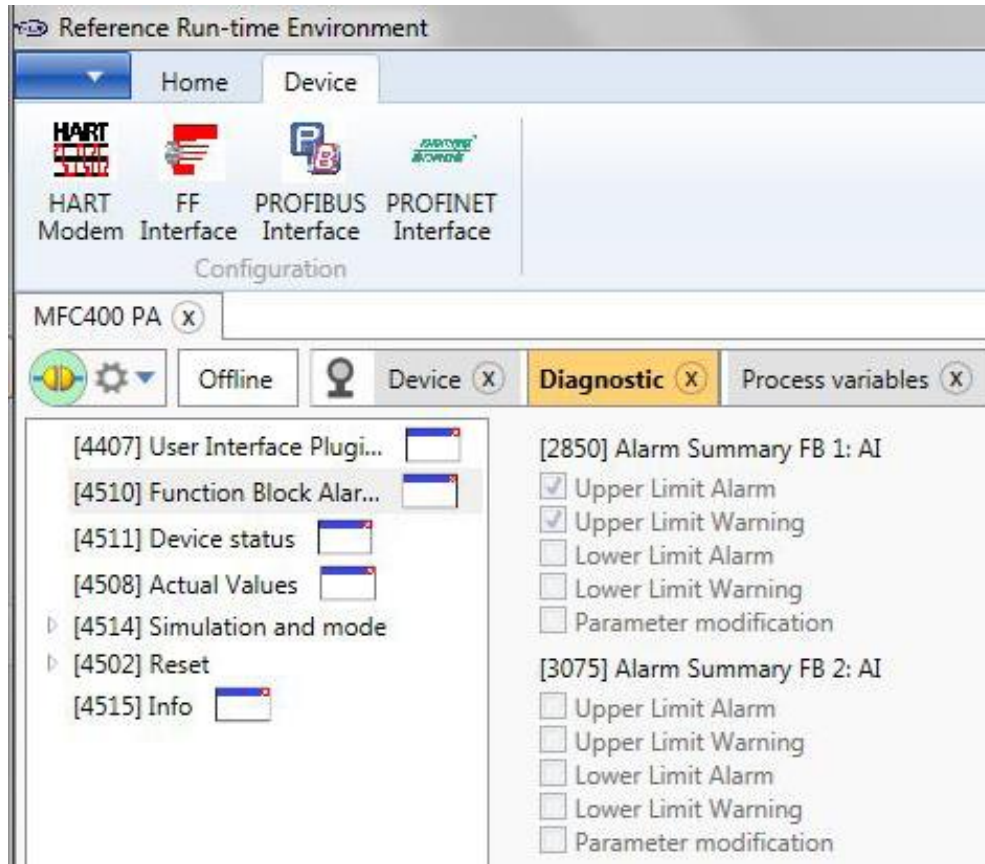 Reference Run-time Environment
Home Device
HART
HART Modem
FF Interface
PROFIBUS Interface
PROFINET Interface
Configuration
MFC400 PA
Offline Device Diagnostic Process variables
[4407] User Interface Plugi...
[4510] Function Block Alar...
[4511] Device status
[4508] Actual Values
[4514] Simulation and mode
[4502] Reset
[4515] Info
[2850] Alarm Summary FB 1: AI
Upper Limit Alarm
Upper Limit Warning
Lower Limit Alarm
Lower Limit Warning
Parameter modification
[3075] Alarm Summary FB 2: AI
Upper Limit Alarm
Upper Limit Warning
Lower Limit Alarm
Lower Limit Warning
Parameter modification